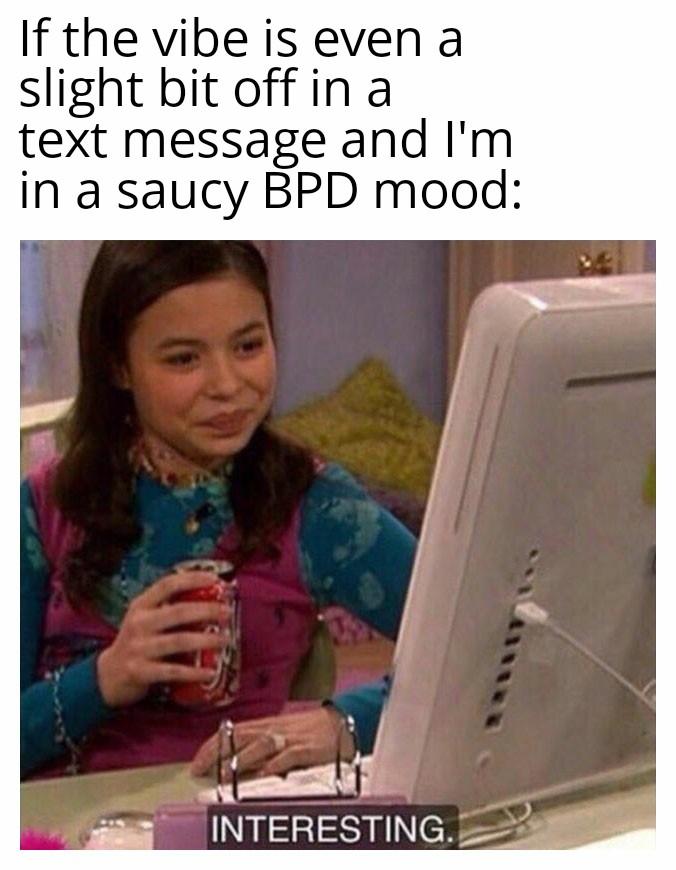 If the vibe is even a
slight bit off in a
text message and I'm
in a saucy BPD mood:
INTERESTING.